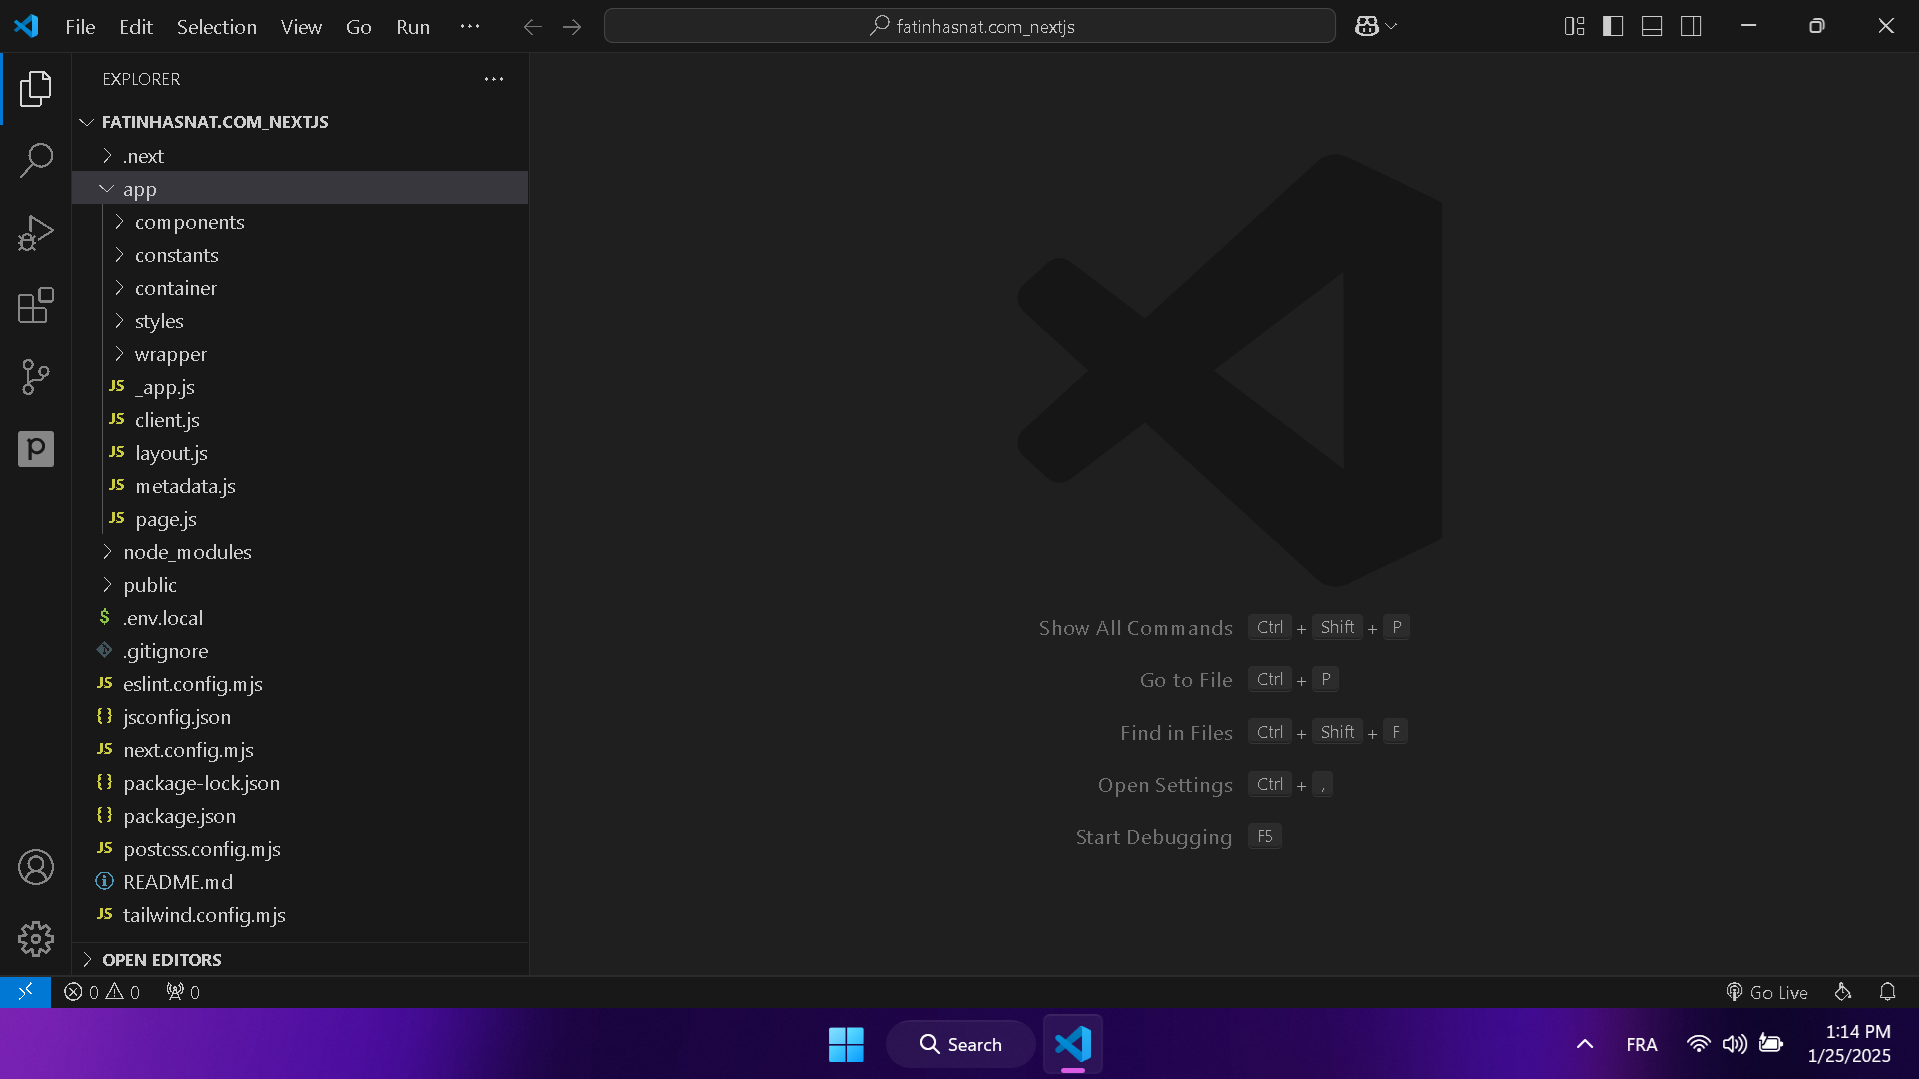 File Edit Selection View Go Run ··· fatinhasnat.com_nextjs
EXPLORER
FATINHASNAT.COM_NEXTJS
.next
app
components
constants
container
styles
wrapper
JS _app.js
JS client.js
JS layout.js
JS metadata.js
JS page.js
node_modules
public
$ .env.local
.gitignore
JS eslint.config.mjs
{} jsconfig.json
JS next.config.mjs
{} package-lock.json
{} package.json
JS postcss.config.mjs
README.md
JS tailwind.config.mjs
OPEN EDITORS
Show All Commands Ctrl + Shift + P
Go to File Ctrl + P
Find in Files Ctrl + Shift + F
Open Settings Ctrl + ,
Start Debugging F5
p
0 0 0 Go Live
Search FRA 1:14 PM
1/25/2025